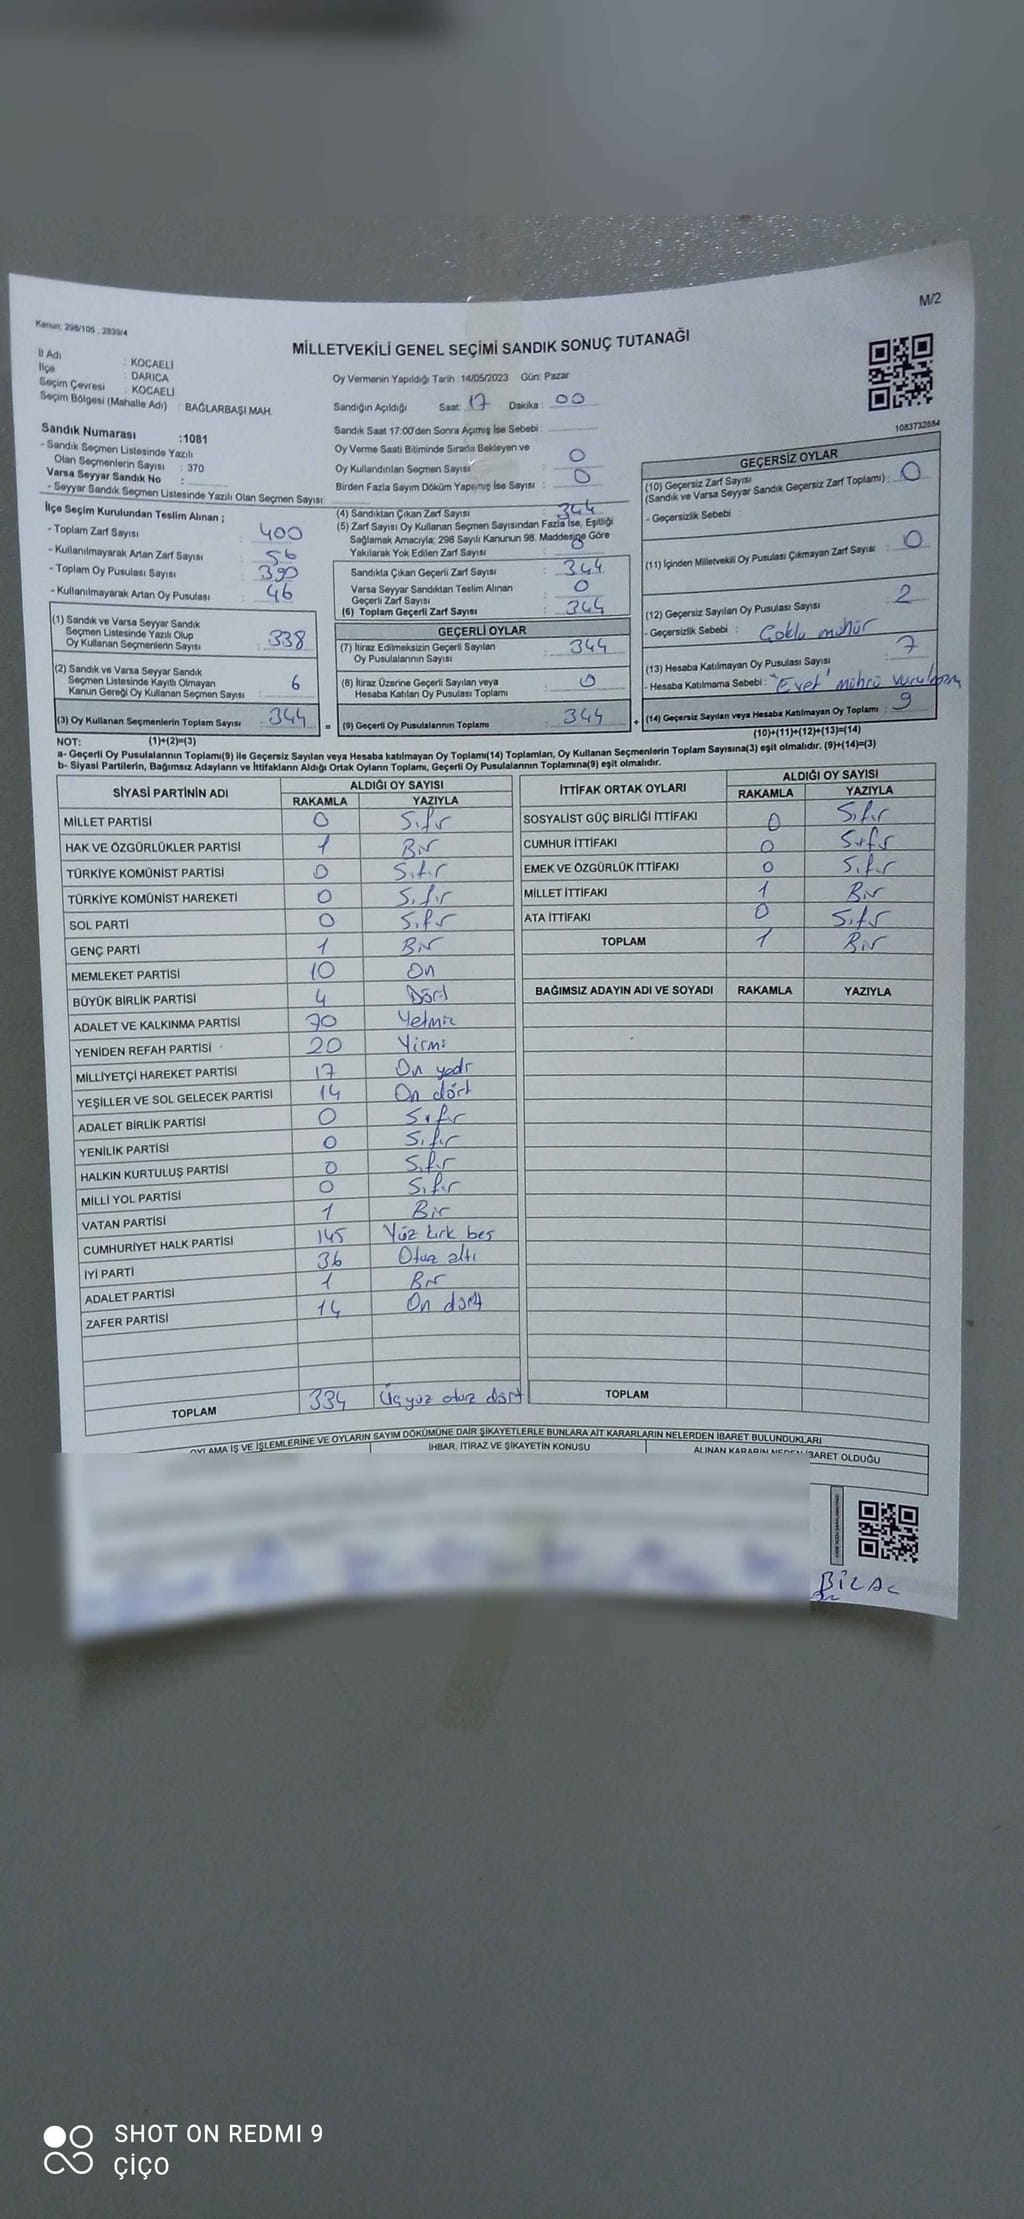 M/2
Kanun: 298/105 , 2839/4
MİLLETVEKİLİ GENEL SEÇİMİ SANDIK SONUÇ TUTANAĞI
İl Adı : KOCAELİ
İlçe : DARICA
Seçim Çevresi : KOCAELİ
Seçim Bölgesi (Mahalle Adı) : BAĞLARBAŞI MAH.
Sandık Numarası :1081
- Sandık Seçmen Listesinde Yazılı
Olan Seçmenlerin Sayısı : 370
Varsa Seyyar Sandık No :
- Seyyar Sandık Seçmen Listesinde Yazılı Olan Seçmen Sayısı:
Oy Vermenin Yapıldığı Tarih :14/05/2023 Gün: Pazar
Sandığın Açıldığı Saat: 17 Dakika : 00
Sandık Saat 17:00'den Sonra Açımış İse Sebebi :
Oy Verme Saati Bitiminde Sırada Bekleyen ve
Oy Kullandırılan Seçmen Sayısı : 0
Birden Fazla Sayım Döküm Yapılmış İse Sayısı : 0
1083732884
İlçe Seçim Kurulundan Teslim Alınan ;
- Toplam Zarf Sayısı : 400
- Kullanılmayarak Artan Zarf Sayısı : 56
- Toplam Oy Pusulası Sayısı : 390
- Kullanılmayarak Artan Oy Pusulası : 46
(1) Sandık ve Varsa Seyyar Sandık
Seçmen Listesinde Yazılı Olup
Oy Kullanan Seçmenlerin Sayısı : 338
(2) Sandık ve Varsa Seyyar Sandık
Seçmen Listesinde Kayıtlı Olmayan
Kanun Gereği Oy Kullanan Seçmen Sayısı : 6
(3) Oy Kullanan Seçmenlerin Toplam Sayısı : 344
(4) Sandıktan Çıkan Zarf Sayısı : 344
(5) Zarf Sayısı Oy Kullanan Seçmen Sayısından Fazla İse, Eşitliği
Sağlamak Amacıyla; 298 Sayılı Kanunun 98. Maddesine Göre
Yakılarak Yok Edilen Zarf Sayısı : 0
Sandıkta Çıkan Geçerli Zarf Sayısı : 344
Varsa Seyyar Sandıktan Teslim Alınan
Geçerli Zarf Sayısı : 0
(6) Toplam Geçerli Zarf Sayısı : 344
GEÇERLİ OYLAR
(7) İtiraz Edilmeksizin Geçerli Sayılan
Oy Pusulalarının Sayısı : 344
(8) İtiraz Üzerine Geçerli Sayılan veya
Hesaba Katılan Oy Pusulası Toplamı : 0
= (9) Geçerli Oy Pusulalarının Toplamı : 344 +
GEÇERSİZ OYLAR
(10) Geçersiz Zarf Sayısı
(Sandık ve Varsa Seyyar Sandık Geçersiz Zarf Toplamı) : 0
- Geçersizlik Sebebi :
(11) İçinden Milletvekili Oy Pusulası Çıkmayan Zarf Sayısı : 0
(12) Geçersiz Sayılan Oy Pusulası Sayısı : 2
- Geçersizlik Sebebi : Çoklu mühür
(13) Hesaba Katılmayan Oy Pusulası Sayısı : 7
- Hesaba Katılmama Sebebi : "Evet" mührü
(14) Geçersiz Sayılan veya Hesaba Katılmayan Oy Toplamı : 9
(10)+(11)+(12)+(13)=(14)
NOT: (1)+(2)=(3)
a- Geçerli Oy Pusulalarının Toplamı(9) ile Geçersiz Sayılan veya Hesaba katılmayan Oy Toplamı(14) Toplamları, Oy Kullanan Seçmenlerin Toplam Sayısına(3) eşit olmalıdır. (9)+(14)=(3)
b- Siyasi Partilerin, Bağımsız Adayların ve İttifakların Aldığı Ortak Oyların Toplamı, Geçerli Oy Pusulalarının Toplamına(9) eşit olmalıdır.
SİYASİ PARTİNİN ADI ALDIĞI OY SAYISI
RAKAMLA YAZIYLA
MİLLET PARTİSİ 0 Sıfır
HAK VE ÖZGÜRLÜKLER PARTİSİ 1 Bir
TÜRKİYE KOMÜNİST PARTİSİ 0 Sıfır
TÜRKİYE KOMÜNİST HAREKETİ 0 Sıfır
SOL PARTİ 0 Sıfır
GENÇ PARTİ 1 Bir
MEMLEKET PARTİSİ 10 On
BÜYÜK BİRLİK PARTİSİ 4 Dört
ADALET VE KALKINMA PARTİSİ 70 Yetmiş
YENİDEN REFAH PARTİSİ 20 Yirmi
MİLLİYETÇİ HAREKET PARTİSİ 17 On yedi
YEŞİLLER VE SOL GELECEK PARTİSİ 14 On dört
ADALET BİRLİK PARTİSİ 0 Sıfır
YENİLİK PARTİSİ 0 Sıfır
HALKIN KURTULUŞ PARTİSİ 0 Sıfır
MİLLİ YOL PARTİSİ 0 Sıfır
VATAN PARTİSİ 1 Bir
CUMHURİYET HALK PARTİSİ 145 Yüz kırk beş
İYİ PARTİ 36 Otuz altı
ADALET PARTİSİ 1 Bir
ZAFER PARTİSİ 14 On dört
TOPLAM 334 Üçyüz otuz dört
İTTİFAK ORTAK OYLARI ALDIĞI OY SAYISI
RAKAMLA YAZIYLA
SOSYALİST GÜÇ BİRLİĞİ İTTİFAKI 0 Sıfır
CUMHUR İTTİFAKI 0 Sıfır
EMEK VE ÖZGÜRLÜK İTTİFAKI 0 Sıfır
MİLLET İTTİFAKI 1 Bir
ATA İTTİFAKI 0 Sıfır
TOPLAM 1 Bir
BAĞIMSIZ ADAYIN ADI VE SOYADI RAKAMLA YAZIYLA
TOPLAM
OYLAMA İŞ VE İŞLEMLERİNE VE OYLARIN SAYIM DÖKÜMÜNE DAİR ŞİKAYETLERLE BUNLARA AİT KARARLARIN NELERDEN İBARET BULUNDUKLARI
İHBAR, İTİRAZ VE ŞİKAYETİN KONUSU ALINAN KARARIN NEDEN İBARET OLDUĞU
SHOT ON REDMI 9
çiço